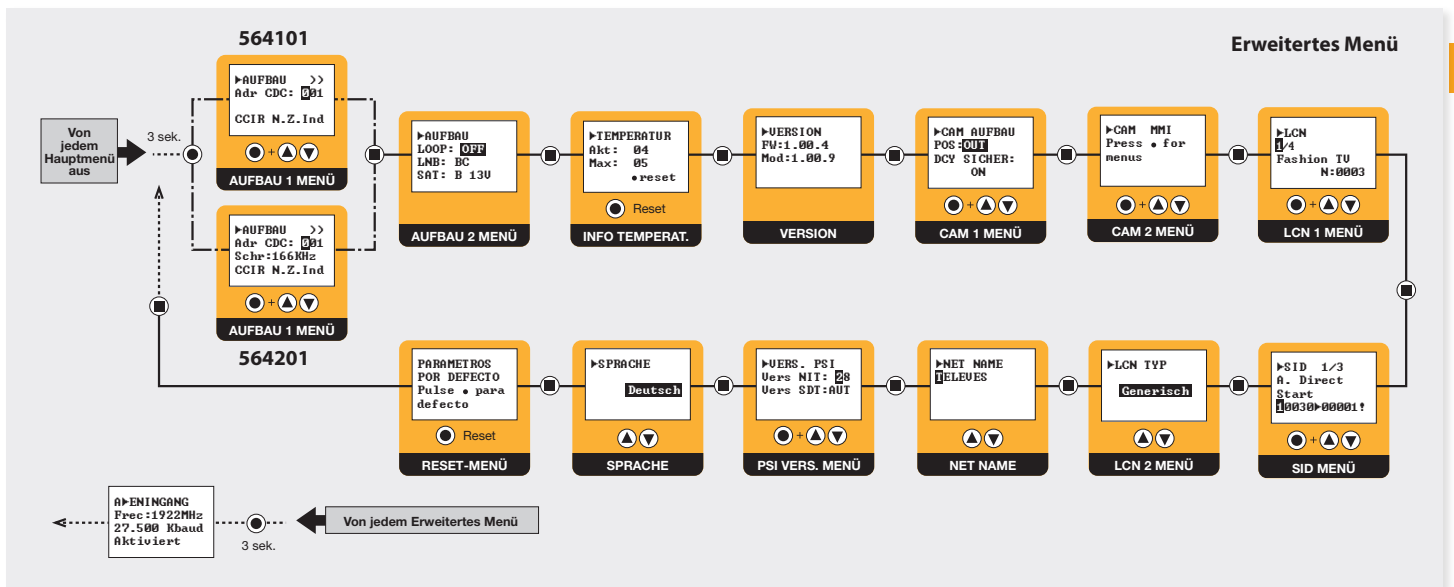 564101
Erweitertes Menü
Von
jedem
Hauptmenü
aus
3 sek.
▶AUFBAU >>
Adr CDC: 001
CCIR N.Z.Ind
+
AUFBAU 1 MENÜ
▶AUFBAU >>
Adr CDC: 001
Schr:166KHz
CCIR N.Z.Ind
+
AUFBAU 1 MENÜ
564201
▶AUFBAU
LOOP: OFF
LNB: BC
SAT: B 13V
AUFBAU 2 MENÜ
▶TEMPERATUR
Akt: 04
Max: 05
●reset
Reset
INFO TEMPERAT.
▶VERSION
FW:1.00.4
Mod:1.00.9
VERSION
▶CAM AUFBAU
POS:OUT
DCY SICHER:
ON
+
CAM 1 MENÜ
▶CAM MMI
Press ● for
menus
+
CAM 2 MENÜ
▶LCN
1/4
Fashion TV
N:0003
+
LCN 1 MENÜ
PARAMETROS
POR DEFECTO
Pulse ● para
defecto
Reset
RESET-MENÜ
▶SPRACHE
Deutsch
SPRACHE
▶VERS. PSI
Vers NIT: 28
Vers SDT:AUT
+
PSI VERS. MENÜ
▶NET NAME
TELEVES
NET NAME
▶LCN TYP
Generisch
LCN 2 MENÜ
▶SID 1/3
A. Direct
Start
10030▶00001!
+
SID MENÜ
A▶ENINGANG
Frec:1922MHz
27.500 Kbaud
Aktiviert
3 sek.
Von jedem Erweitertes Menü